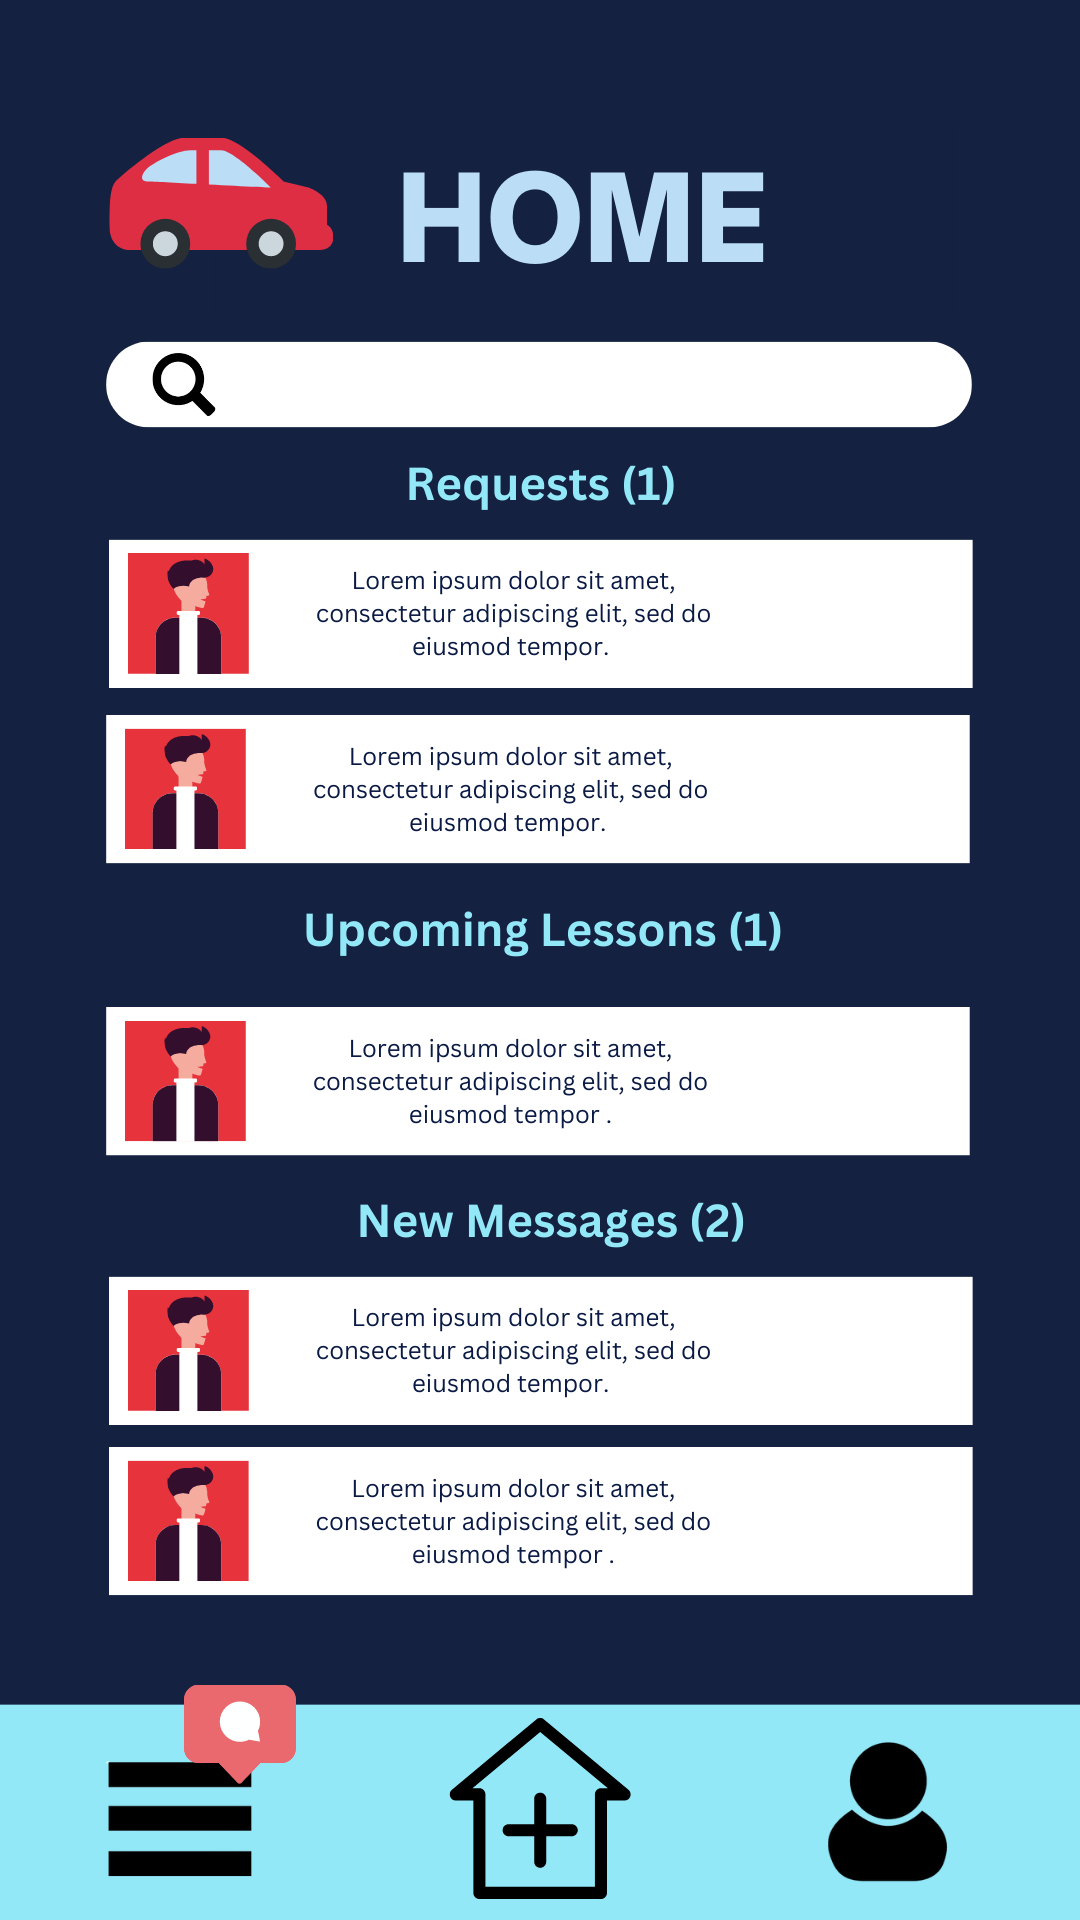 HOME
Requests (1)
Lorem ipsum dolor sit amet,
consectetur adipiscing elit, sed do
eiusmod tempor.
Lorem ipsum dolor sit amet,
consectetur adipiscing elit, sed do
eiusmod tempor.
Upcoming Lessons (1)
Lorem ipsum dolor sit amet,
consectetur adipiscing elit, sed do
eiusmod tempor .
New Messages (2)
Lorem ipsum dolor sit amet,
consectetur adipiscing elit, sed do
eiusmod tempor.
Lorem ipsum dolor sit amet,
consectetur adipiscing elit, sed do
eiusmod tempor .